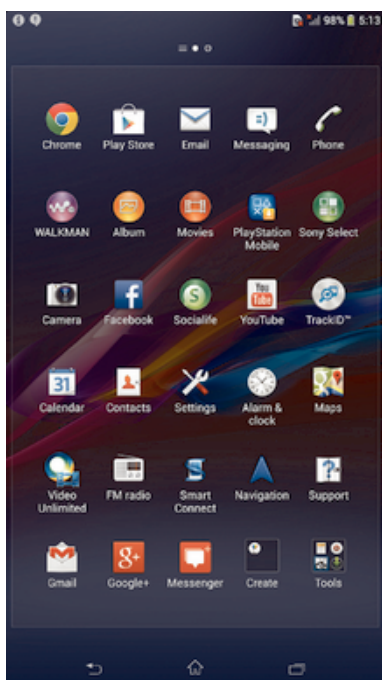 98% 5:13
Chrome Play Store Email Messaging Phone
WALKMAN Album Movies PlayStation Mobile Sony Select
Camera Facebook Socialife YouTube TrackID™
31
Calendar Contacts Settings Alarm & clock Maps
Video Unlimited FM radio Smart Connect Navigation Support
Gmail Google+ Messenger Create Tools